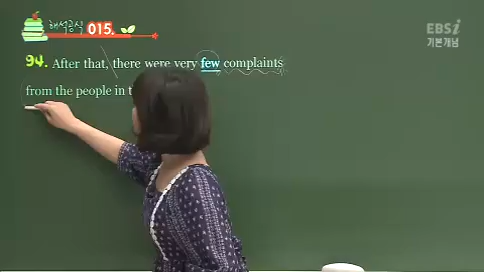 해석공식 015.
EBSi
기본개념
94. After that, there were very few complaints
from the people in t